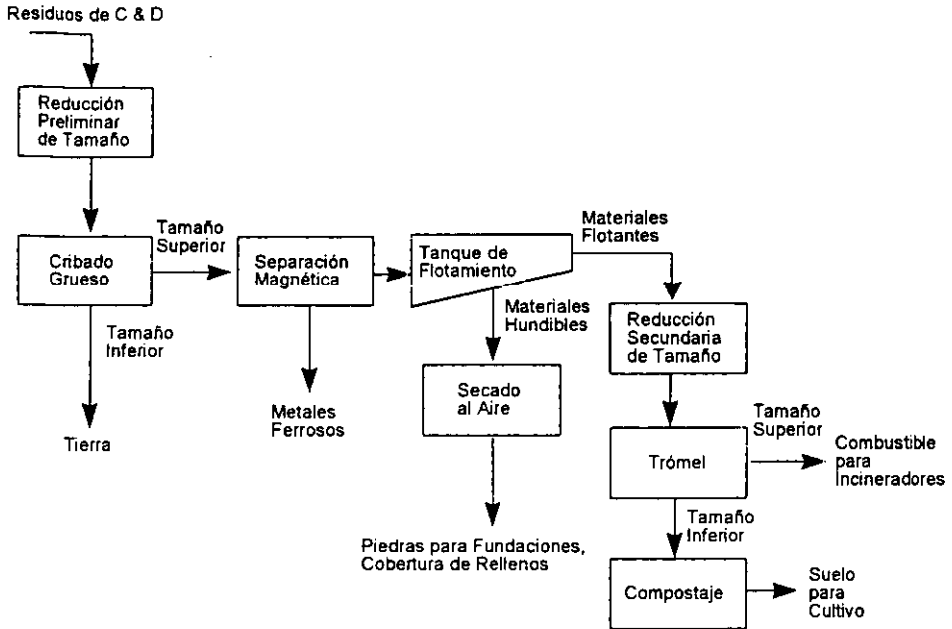 Residuos de C & D
Reducción
Preliminar
de Tamaño
Cribado
Grueso
Tamaño
Superior
Tamaño
Inferior
Tierra
Separación
Magnética
Metales
Ferrosos
Tanque de
Flotamiento
Materiales
Hundibles
Secado
al Aire
Piedras para Fundaciones,
Cobertura de Rellenos
Materiales
Flotantes
Reducción
Secundaria
de Tamaño
Trómel
Tamaño
Superior
Combustible
para
Incineradores
Tamaño
Inferior
Compostaje
Suelo
para
Cultivo